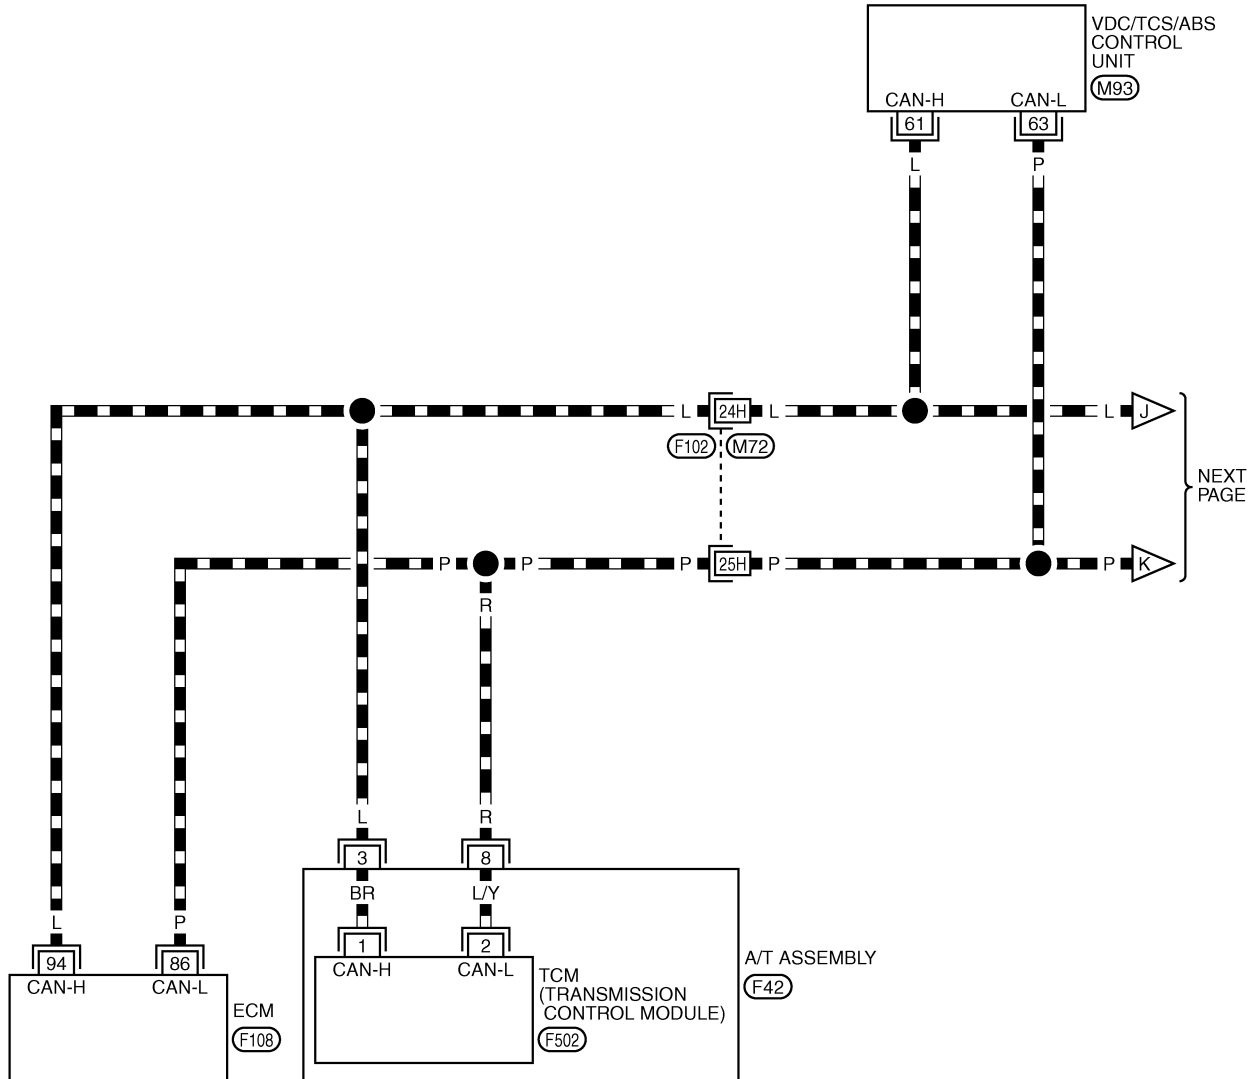 VDC/TCS/ABS
CONTROL
UNIT
M93
CAN-H CAN-L
61 63
L P
L 24H L L J
F102 M72
NEXT
PAGE
P P P 25H P P K
R
L R
3 8
BR L/Y
L P
1 2
94 86
CAN-H CAN-L
A/T ASSEMBLY
F42
CAN-H CAN-L
TCM
(TRANSMISSION
CONTROL MODULE)
F502
ECM
F108